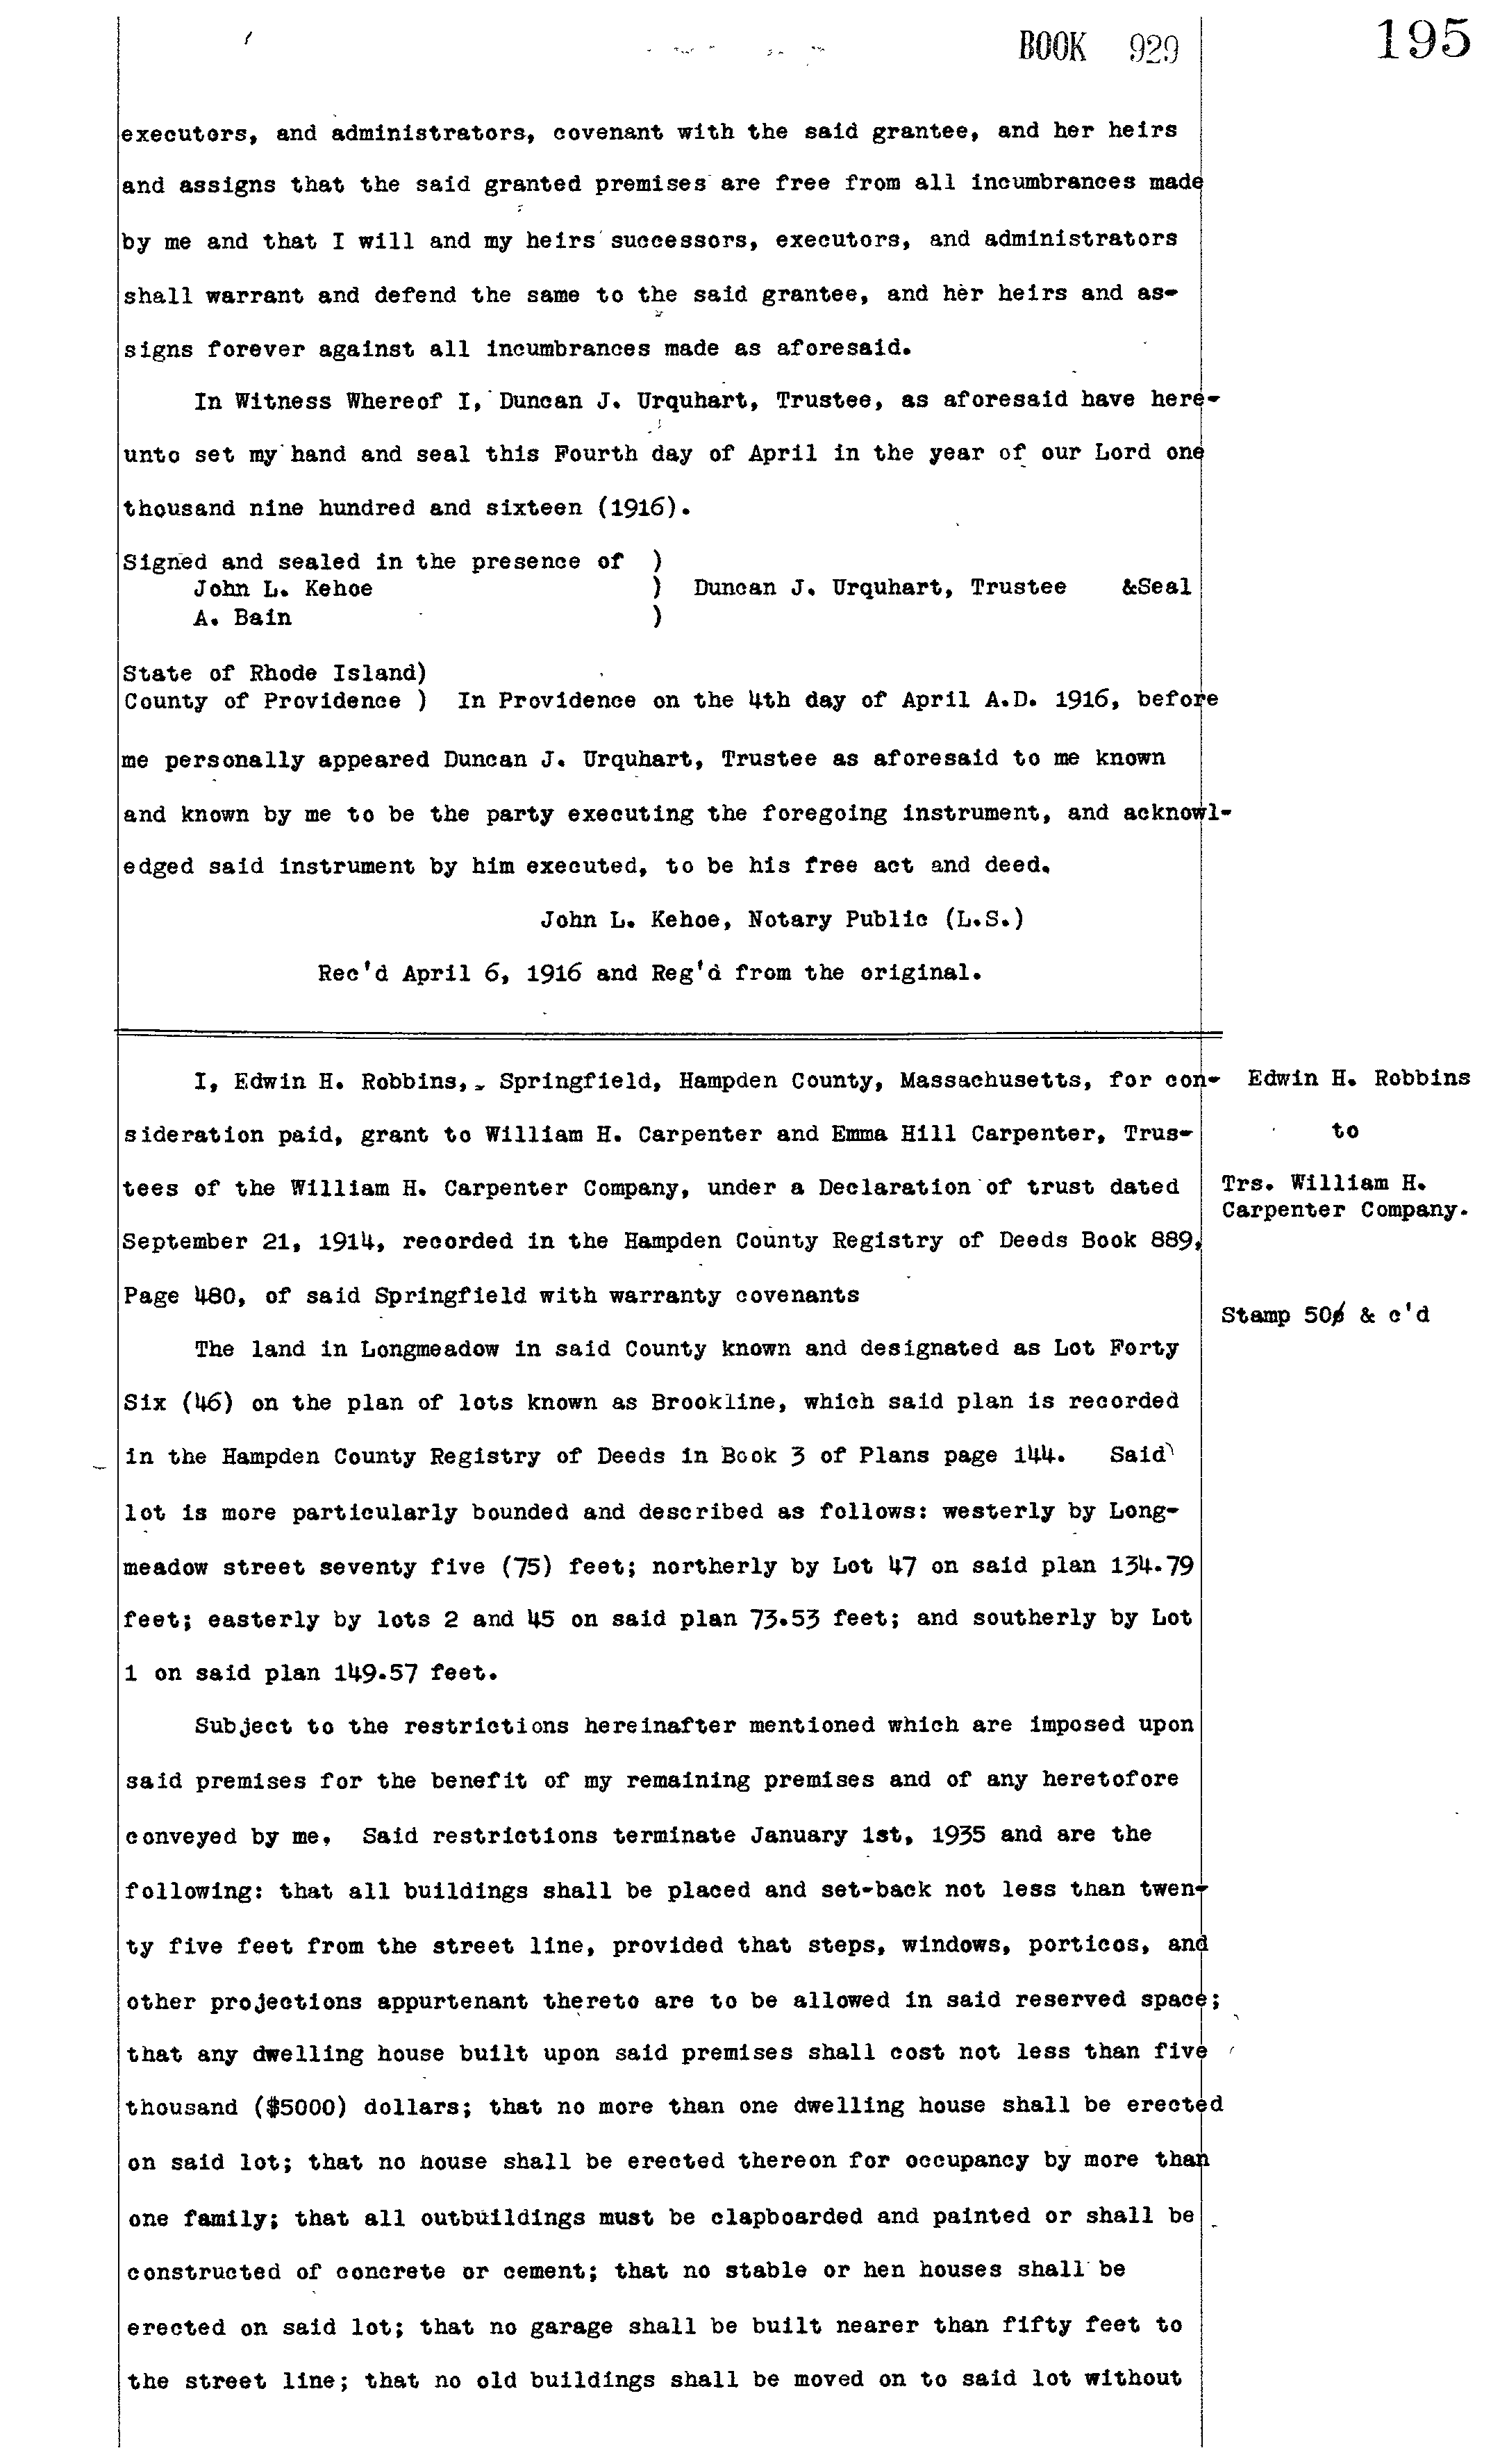 BOOK 929
195
executors, and administrators, covenant with the said grantee, and her heirs
and assigns that the said granted premises are free from all incumbrances made
by me and that I will and my heirs successors, executors, and administrators
shall warrant and defend the same to the said grantee, and her heirs and as-
signs forever against all incumbrances made as aforesaid.
In Witness Whereof I, Duncan J. Urquhart, Trustee, as aforesaid have here-
unto set my hand and seal this Fourth day of April in the year of our Lord one
thousand nine hundred and sixteen (1916).
Signed and sealed in the presence of )
John L. Kehoe ) Duncan J. Urquhart, Trustee &Seal
A. Bain )
State of Rhode Island)
County of Providence ) In Providence on the 4th day of April A.D. 1916, before
me personally appeared Duncan J. Urquhart, Trustee as aforesaid to me known
and known by me to be the party executing the foregoing instrument, and acknowl-
edged said instrument by him executed, to be his free act and deed.
John L. Kehoe, Notary Public (L.S.)
Rec'd April 6, 1916 and Reg'd from the original.
I, Edwin H. Robbins, Springfield, Hampden County, Massachusetts, for con-
sideration paid, grant to William H. Carpenter and Emma Hill Carpenter, Trus-
tees of the William H. Carpenter Company, under a Declaration of trust dated
September 21, 1914, recorded in the Hampden County Registry of Deeds Book 889,
Page 480, of said Springfield with warranty covenants
Edwin H. Robbins
to
Trs. William H.
Carpenter Company.
Stamp 50¢ & c'd
The land in Longmeadow in said County known and designated as Lot Forty
Six (46) on the plan of lots known as Brookline, which said plan is recorded
in the Hampden County Registry of Deeds in Book 3 of Plans page 144. Said
lot is more particularly bounded and described as follows: westerly by Long-
meadow street seventy five (75) feet; northerly by Lot 47 on said plan 134.79
feet; easterly by lots 2 and 45 on said plan 73.53 feet; and southerly by Lot
1 on said plan 149.57 feet.
Subject to the restrictions hereinafter mentioned which are imposed upon
said premises for the benefit of my remaining premises and of any heretofore
conveyed by me. Said restrictions terminate January 1st, 1935 and are the
following: that all buildings shall be placed and set-back not less than twen-
ty five feet from the street line, provided that steps, windows, porticos, and
other projections appurtenant thereto are to be allowed in said reserved space;
that any dwelling house built upon said premises shall cost not less than five
thousand ($5000) dollars; that no more than one dwelling house shall be erected
on said lot; that no house shall be erected thereon for occupancy by more than
one family; that all outbuildings must be clapboarded and painted or shall be
constructed of concrete or cement; that no stable or hen houses shall be
erected on said lot; that no garage shall be built nearer than fifty feet to
the street line; that no old buildings shall be moved on to said lot without